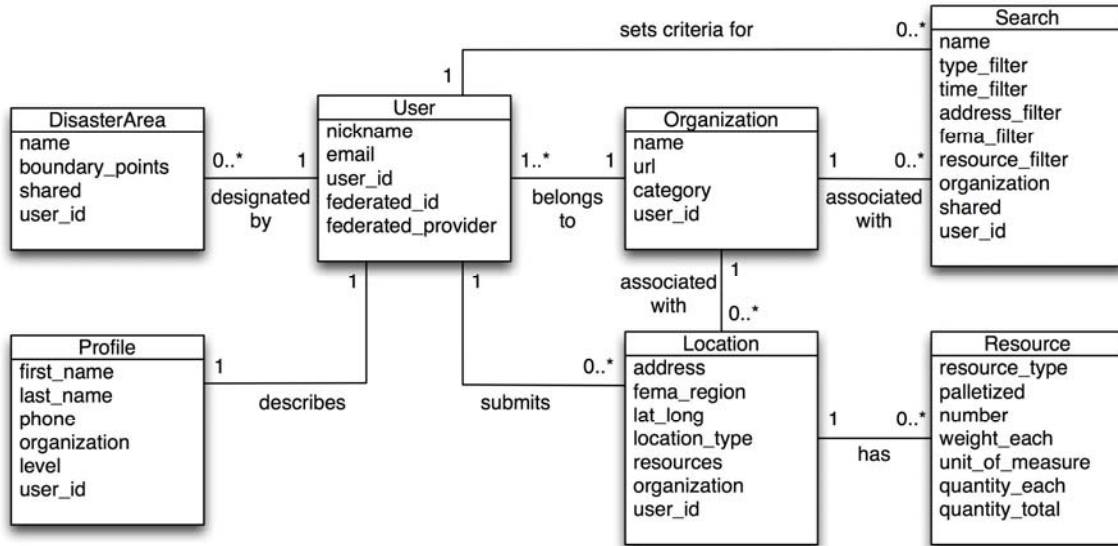 sets criteria for
0..*
1
Search
name
type_filter
time_filter
address_filter
fema_filter
resource_filter
organization
shared
user_id
DisasterArea
name
boundary_points
shared
user_id
0..*
1
designated
by
User
nickname
email
user_id
federated_id
federated_provider
1..*
1
belongs
to
Organization
name
url
category
user_id
1
0..*
associated
with
1
associated
with
0..*
1
1
Profile
first_name
last_name
phone
organization
level
user_id
1
describes
0..*
submits
Location
address
fema_region
lat_long
location_type
resources
organization
user_id
1
0..*
has
Resource
resource_type
palletized
number
weight_each
unit_of_measure
quantity_each
quantity_total